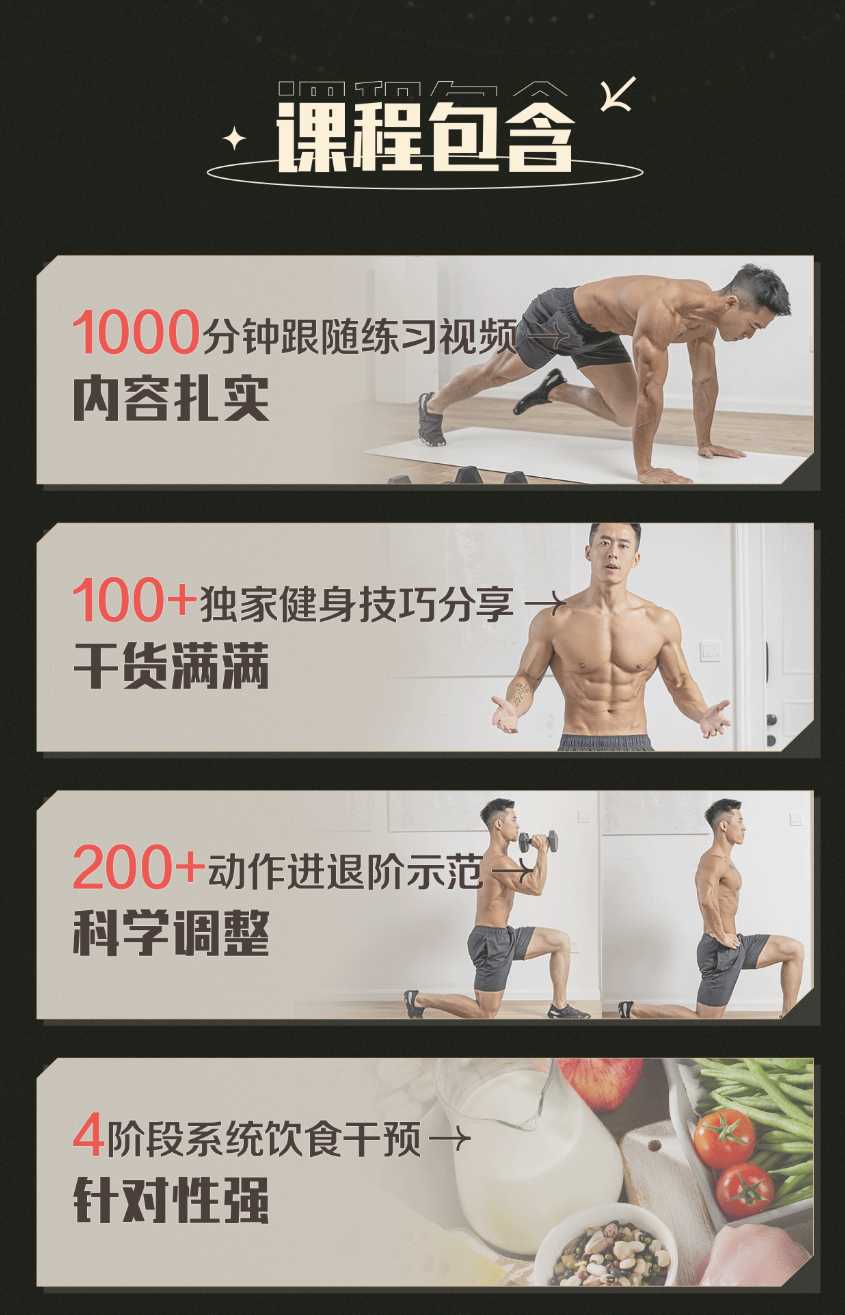 课程包含
1000分钟跟随练习视频
内容扎实
100+独家健身技巧分享
干货满满
200+动作进退阶示范
科学调整
4阶段系统饮食干预
针对性强